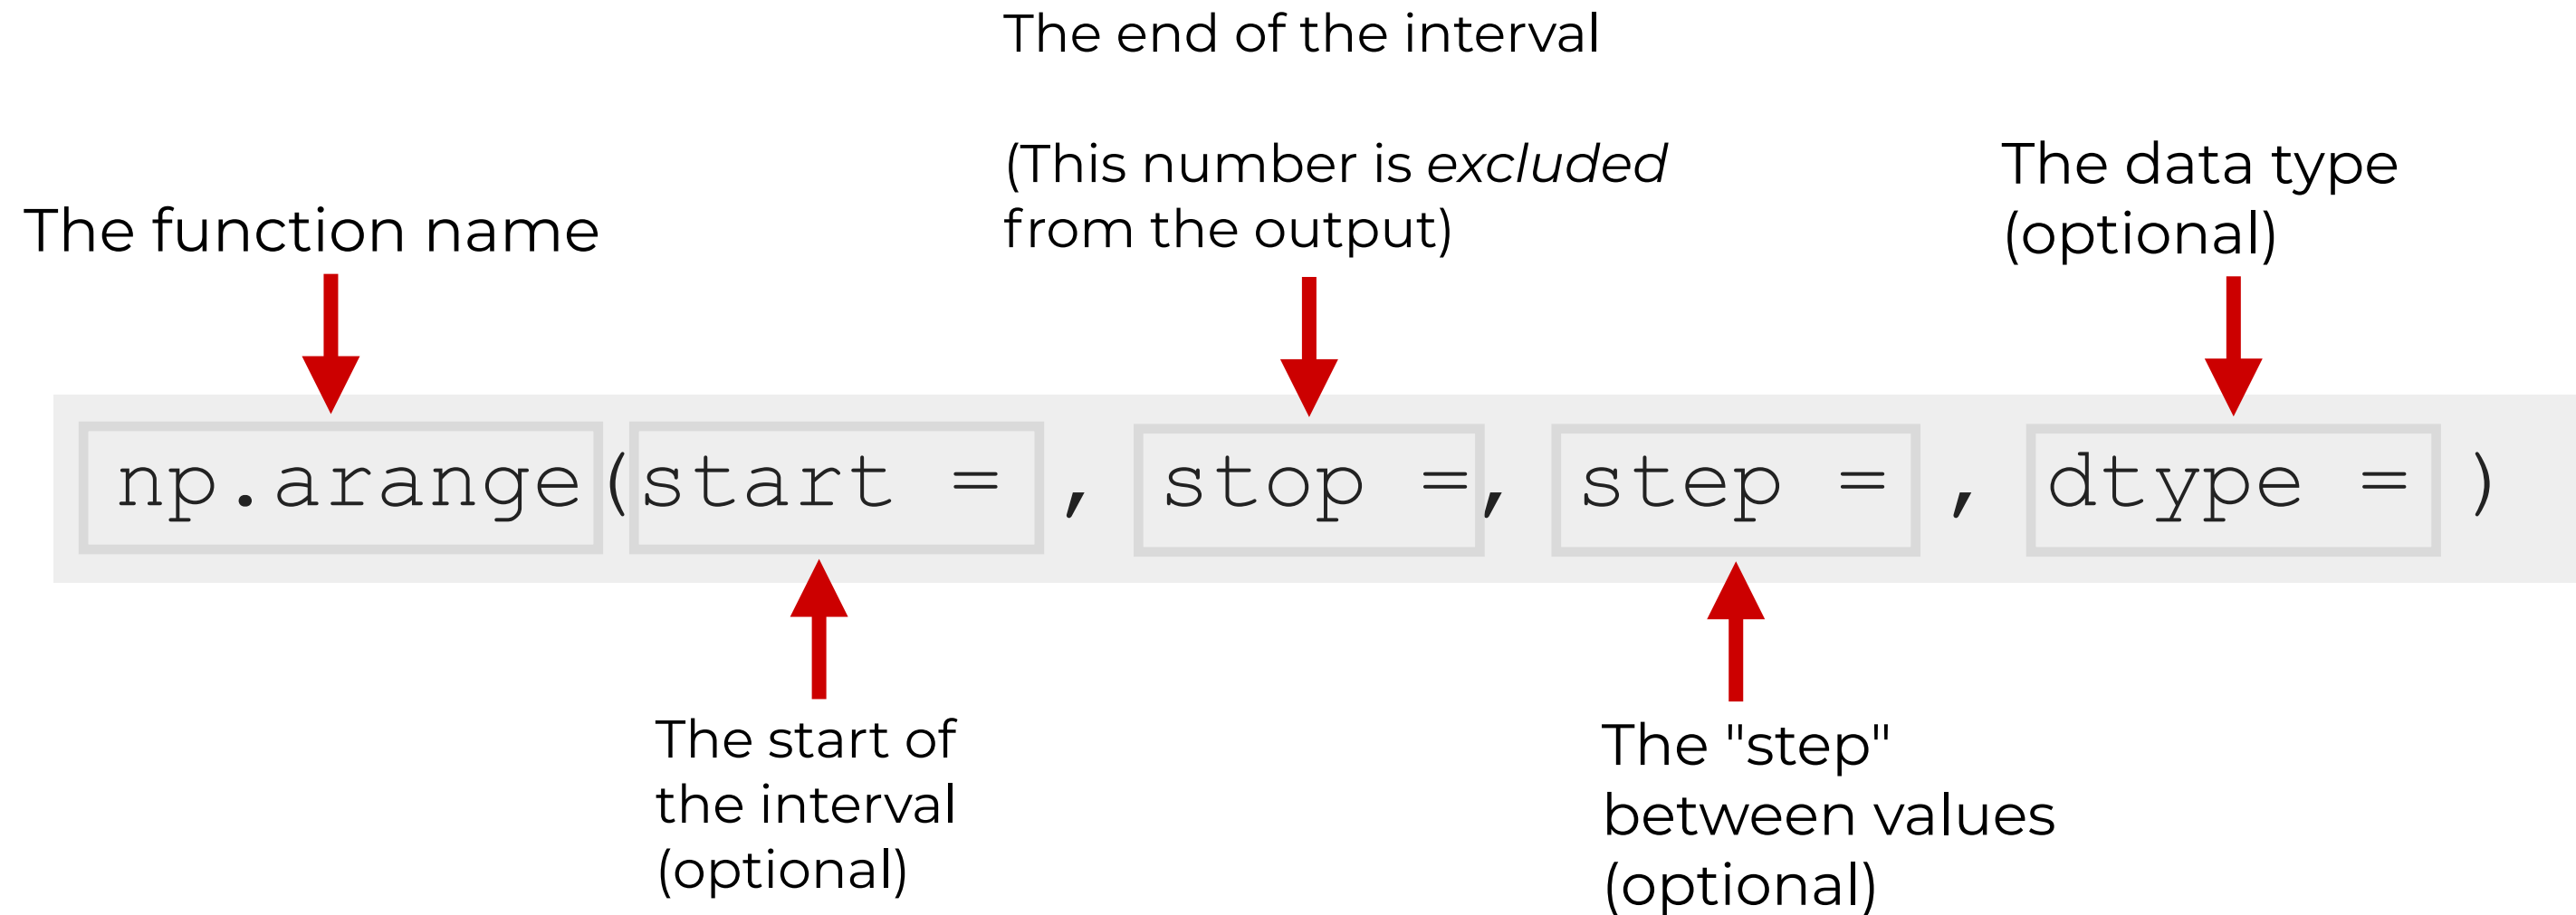 The end of the interval
(This number is excluded
from the output)
The data type
(optional)
The function name
np.arange(start = , stop =, step = , dtype = )
The start of
the interval
(optional)
The "step"
between values
(optional)